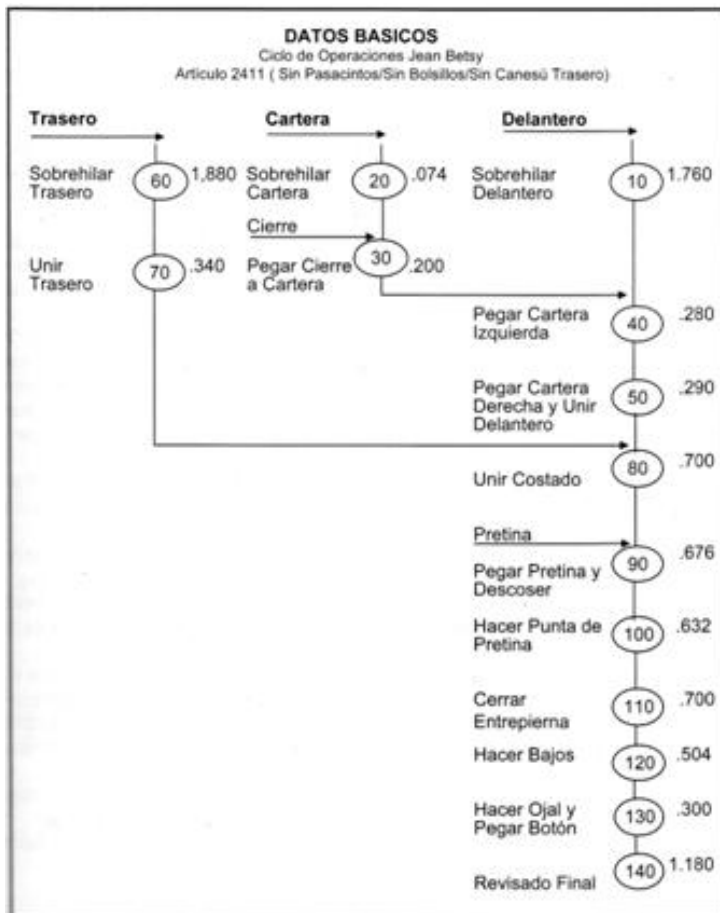 DATOS BASICOS
Ciclo de Operaciones Jean Betsy
Articulo 2411 ( Sin Pasacintos/Sin Bolsillos/Sin Canesú Trasero)
Trasero
Sobrehilar
Trasero
60
1,880
Unir
Trasero
70
.340
Cartera
Sobrehilar
Cartera
20
.074
Cierre
Pegar Cierre
a Cartera
30
.200
Delantero
Sobrehilar
Delantero
10
1.760
Pegar Cartera
Izquierda
40
.280
Pegar Cartera
Derecha y Unir
Delantero
50
.290
Unir Costado
80
.700
Pretina
Pegar Pretina y
Descoser
90
.676
Hacer Punta de
Pretina
100
.632
Cerrar
Entrepierna
110
.700
Hacer Bajos
120
.504
Hacer Ojal y
Pegar Botón
130
.300
Revisado Final
140
1.180